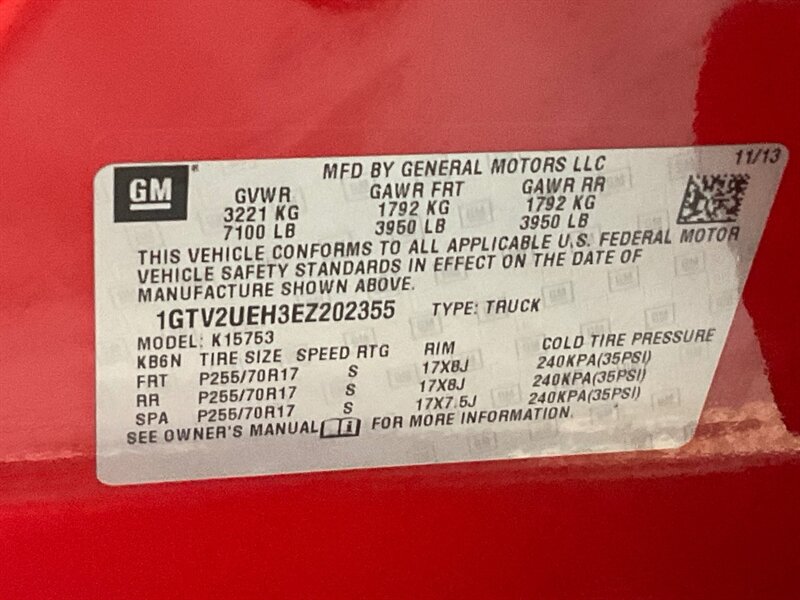 11/13
GM
MFD BY GENERAL MOTORS LLC
GVWR GAWR FRT GAWR RR
3221 KG 1792 KG 1792 KG
7100 LB 3950 LB 3950 LB
THIS VEHICLE CONFORMS TO ALL APPLICABLE U.S. FEDERAL MOTOR
VEHICLE SAFETY STANDARDS IN EFFECT ON THE DATE OF
MANUFACTURE SHOWN ABOVE.
1GTV2UEH3EZ202355 TYPE: TRUCK
MODEL: K15753
KB6N TIRE SIZE SPEED RTG RIM COLD TIRE PRESSURE
FRT P255/70R17 S 17X8J 240KPA(35PSI)
RR P255/70R17 S 17X8J 240KPA(35PSI)
SPA P255/70R17 S 17X7.5J 240KPA(35PSI)
SEE OWNER'S MANUAL FOR MORE INFORMATION.